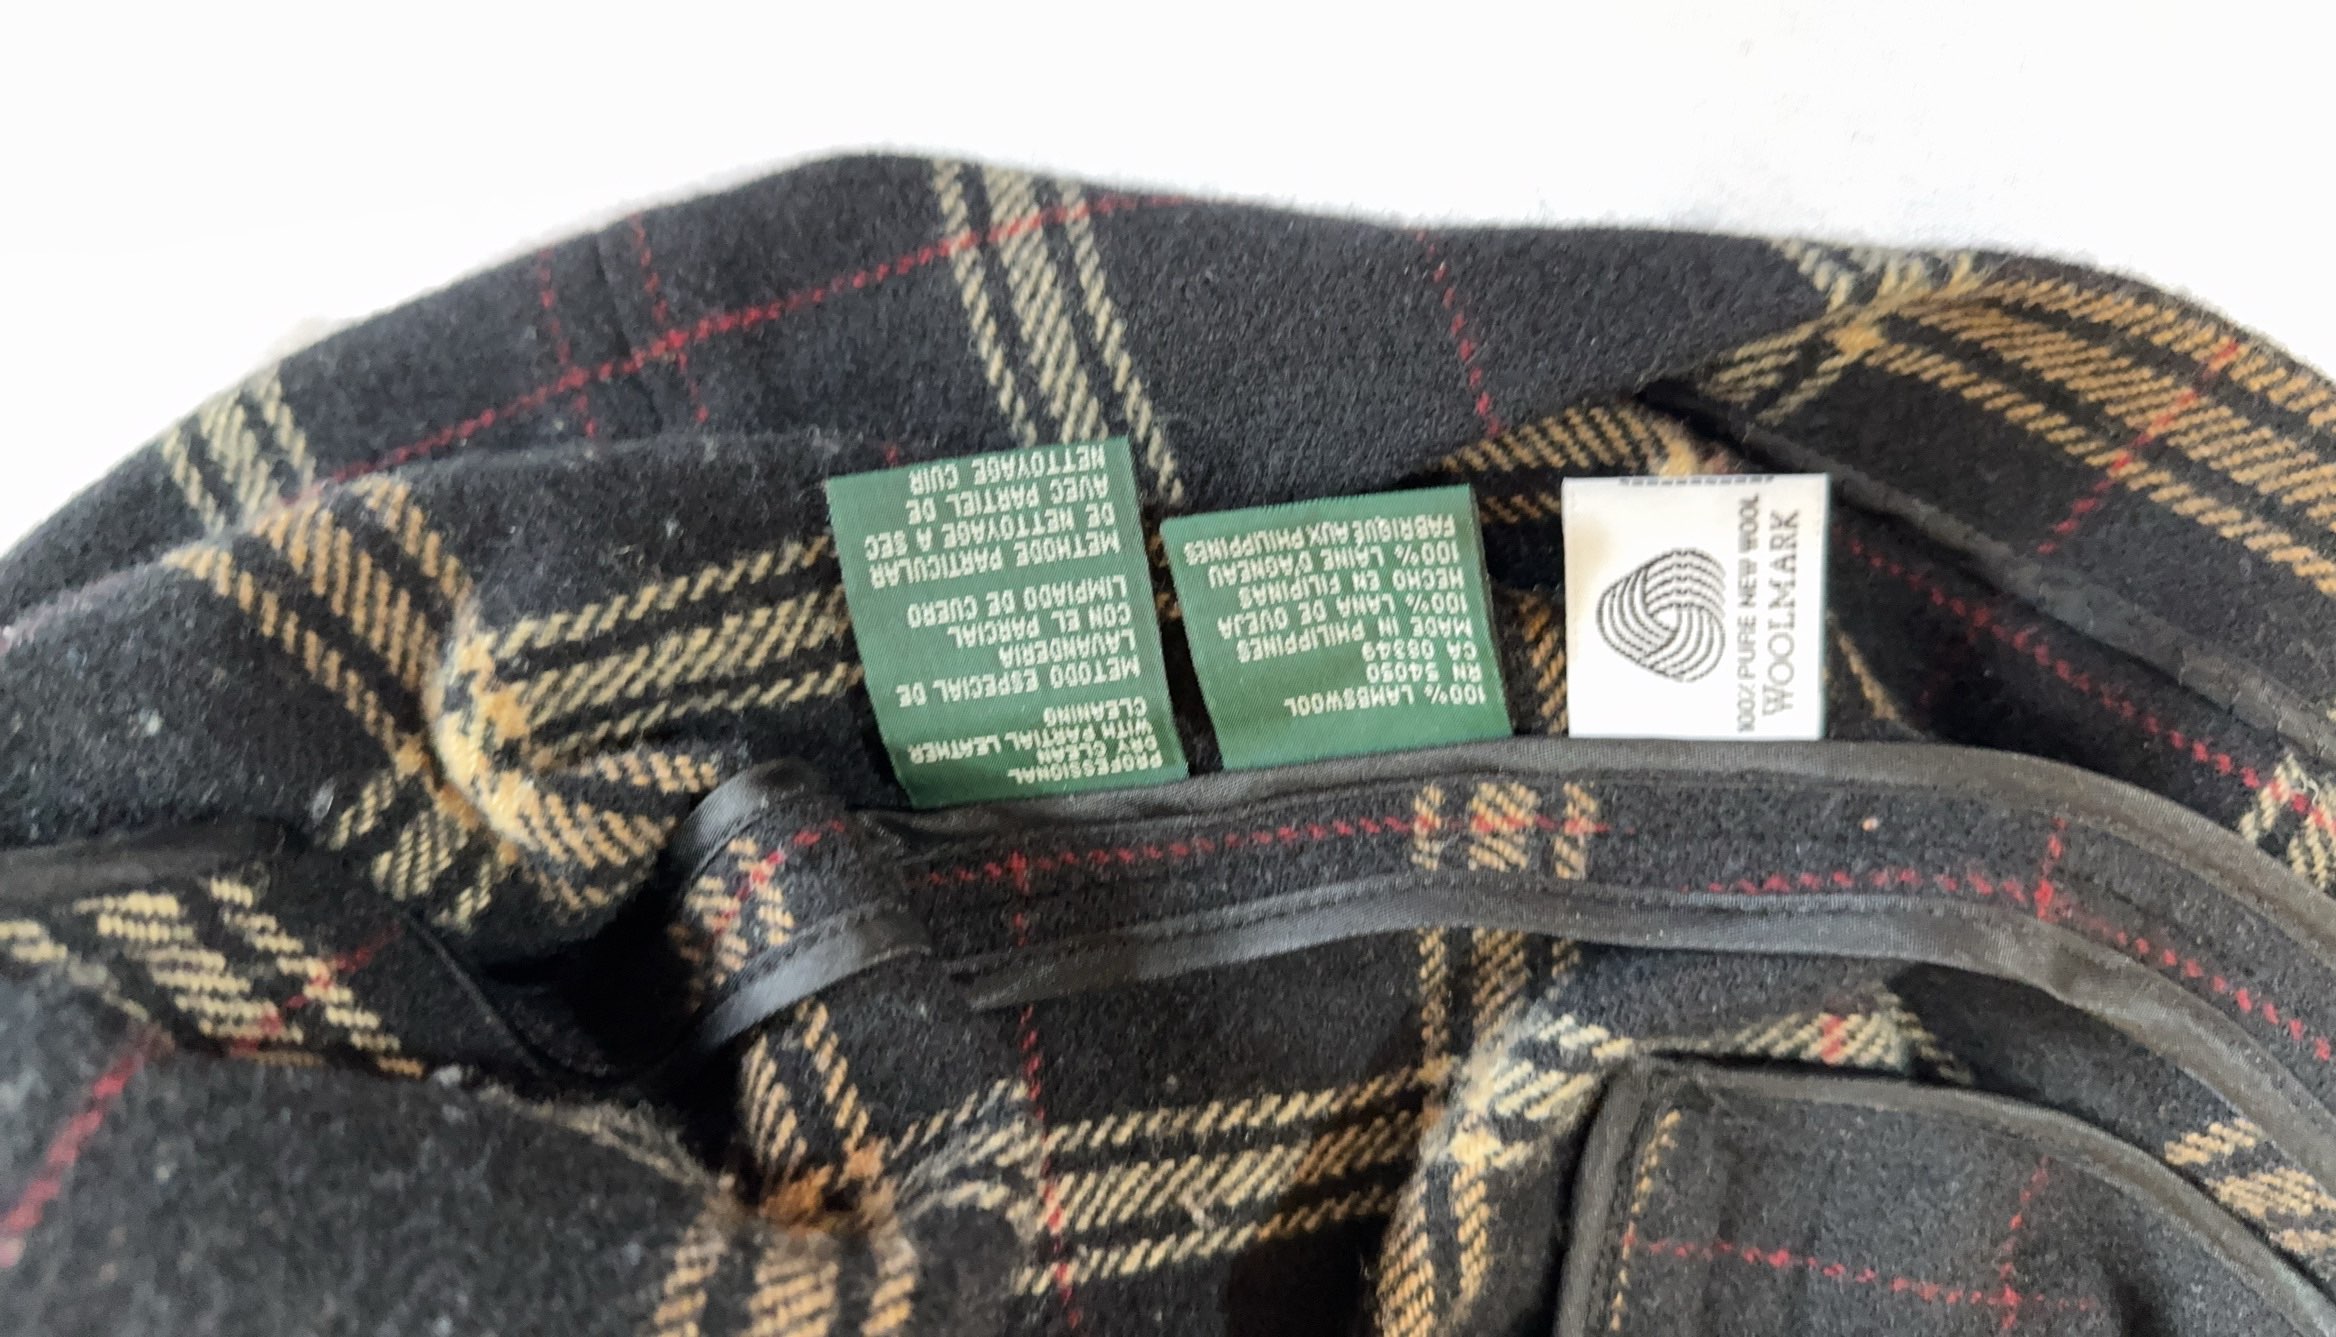 PROFESSIONAL
DRY CLEAN
WITH PARTIAL LEATHER
CLEANING
METODO ESPECIAL DE
LAVANDERIA
CON EL PARCIAL
LIMPIADO DE CUERO
METHODE PARTICULAR
DE NETTOYAGE A SEC
AVEC PARTIEL DE
NETTOYAGE CUIR
100% LAMBSWOOL
RN 54050
CA 08349
MADE IN PHILIPPINES
100% LANA DE OVEJA
HECHO EN FILIPINAS
100% LAINE D'AGNEAU
FABRIQUÉ AUX PHILIPPINES
100% PURE NEW WOOL
WOOLMARK